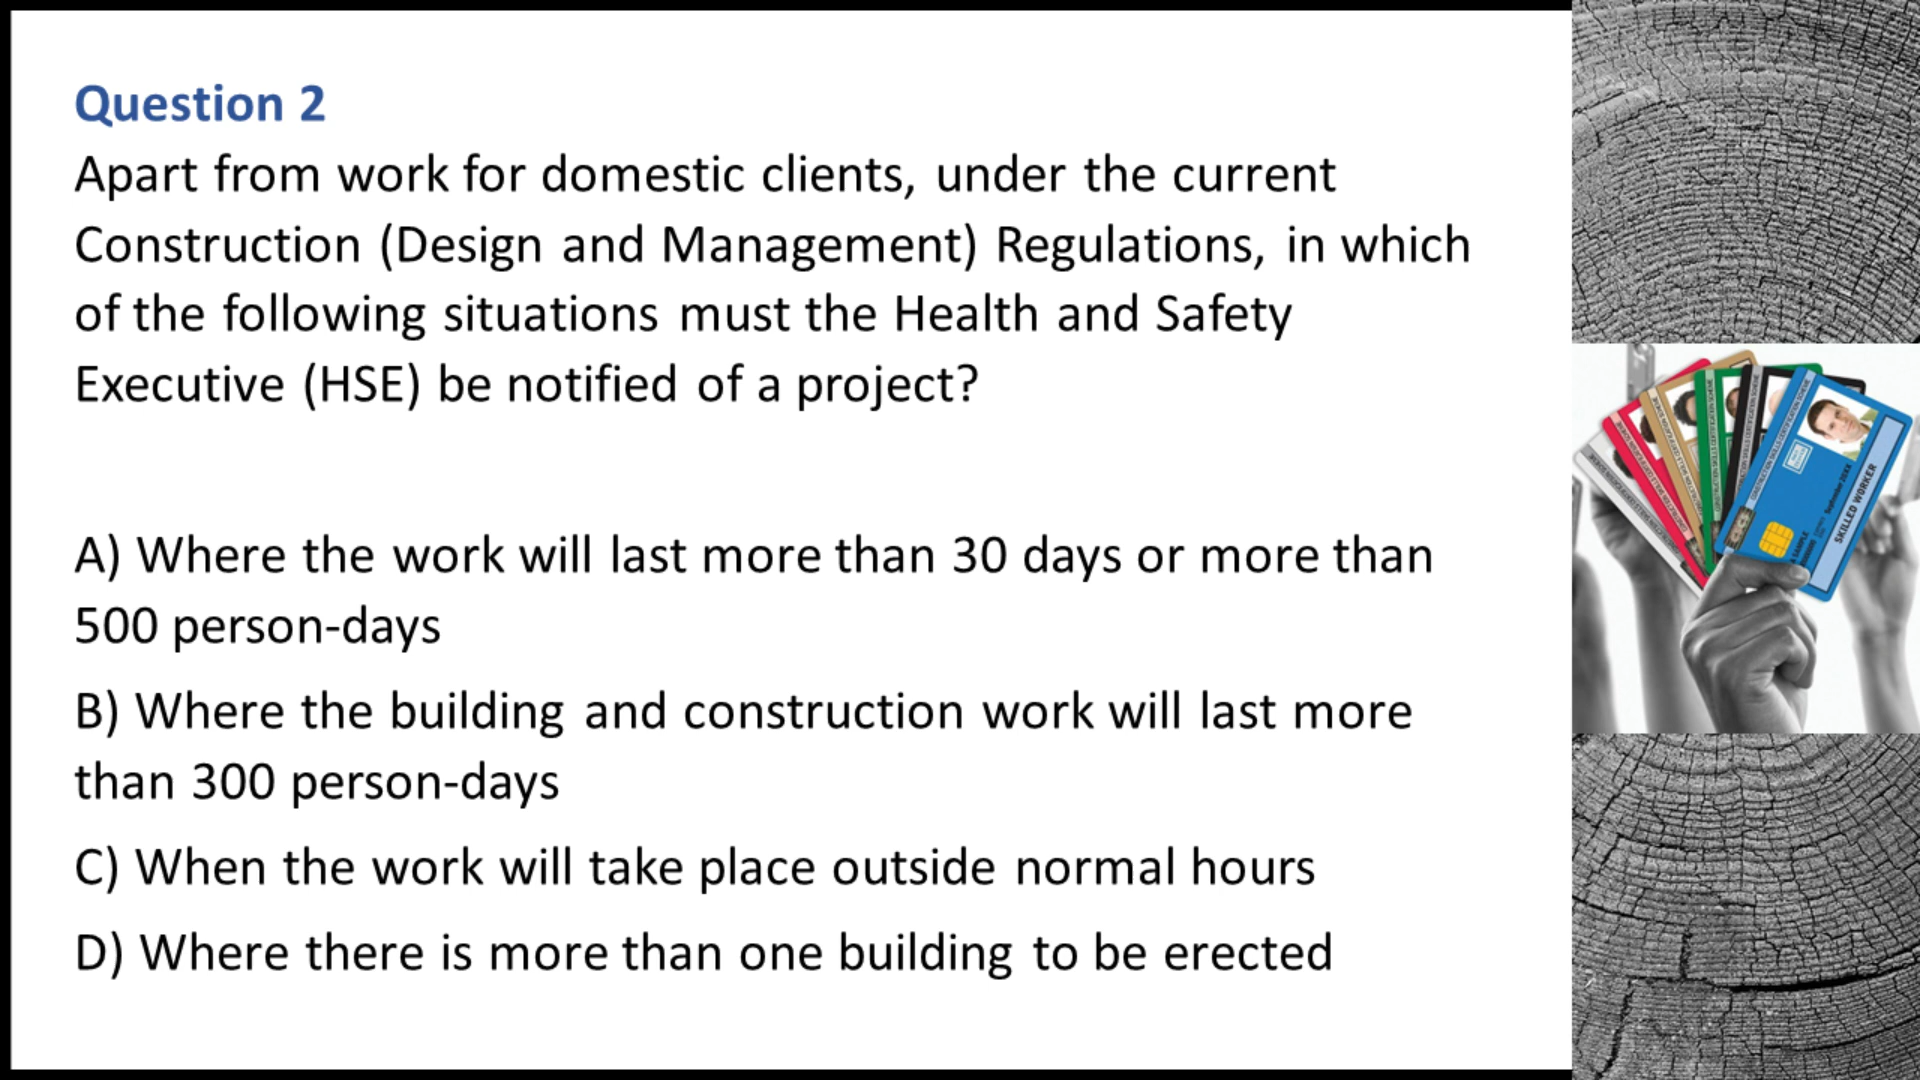 Question 2
Apart from work for domestic clients, under the current
Construction (Design and Management) Regulations, in which
of the following situations must the Health and Safety
Executive (HSE) be notified of a project?
A) Where the work will last more than 30 days or more than
500 person-days
B) Where the building and construction work will last more
than 300 person-days
C) When the work will take place outside normal hours
D) Where there is more than one building to be erected
SKILLED WORKER